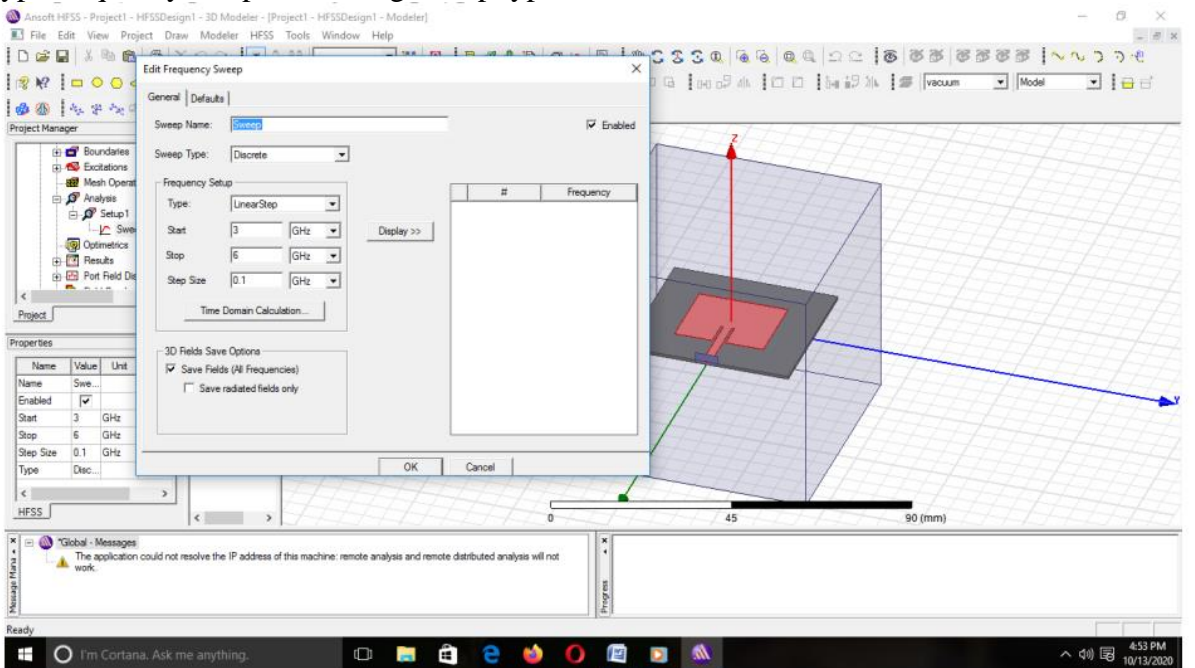 Ansoft HFSS - Project1 - HFSSDesign1 - 3D Modeler - [Project1 - HFSSDesign1 - Modeler]
File Edit View Project Draw Modeler HFSS Tools Window Help
vacuum Model
Project Manager
Boundaries
Excitations
Mesh Operat
Analysis
Setup1
Swe
Optimetrics
Results
Port Field Dis
Project
Properties
Name Value Unit
Name Swe...
Enabled
Start 3 GHz
Stop 6 GHz
Step Size 0.1 GHz
Type Disc...
HFSS
Edit Frequency Sweep
General Defaults
Sweep Name: Sweep Enabled
Sweep Type: Discrete
Frequency Setup
Type: LinearStep
Start 3 GHz Display >>
Stop 6 GHz
Step Size 0.1 GHz
Time Domain Calculation...
3D Fields Save Options
Save Fields (All Frequencies)
Save radiated fields only
# Frequency
OK Cancel
Z
Y
0 45 90 (mm)
Message Mana
*Global - Messages
The application could not resolve the IP address of this machine: remote analysis and remote distributed analysis will not
work.
Progress
Ready
I'm Cortana. Ask me anything.
4:53 PM
10/13/2020